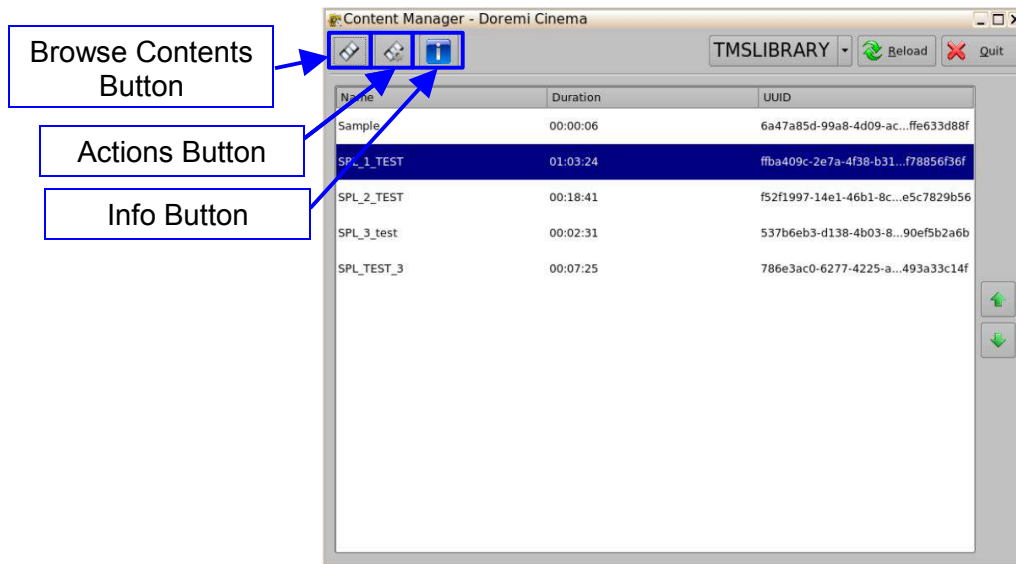 Content Manager - Doremi Cinema
Browse Contents
Button
TMSLIBRARY
Reload
Quit
Actions Button
Info Button
Name Duration UUID
Sample 00:00:06 6a47a85d-99a8-4d09-ac...ffe633d88f
SPL_1_TEST 01:03:24 ffba409c-2e7a-4f38-b31...f78856f36f
SPL_2_TEST 00:18:41 f52f1997-14e1-46b1-8c...e5c7829b56
SPL_3_test 00:02:31 537b6eb3-d138-4b03-8...90ef5b2a6b
SPL_TEST_3 00:07:25 786e3ac0-6277-4225-a...493a33c14f